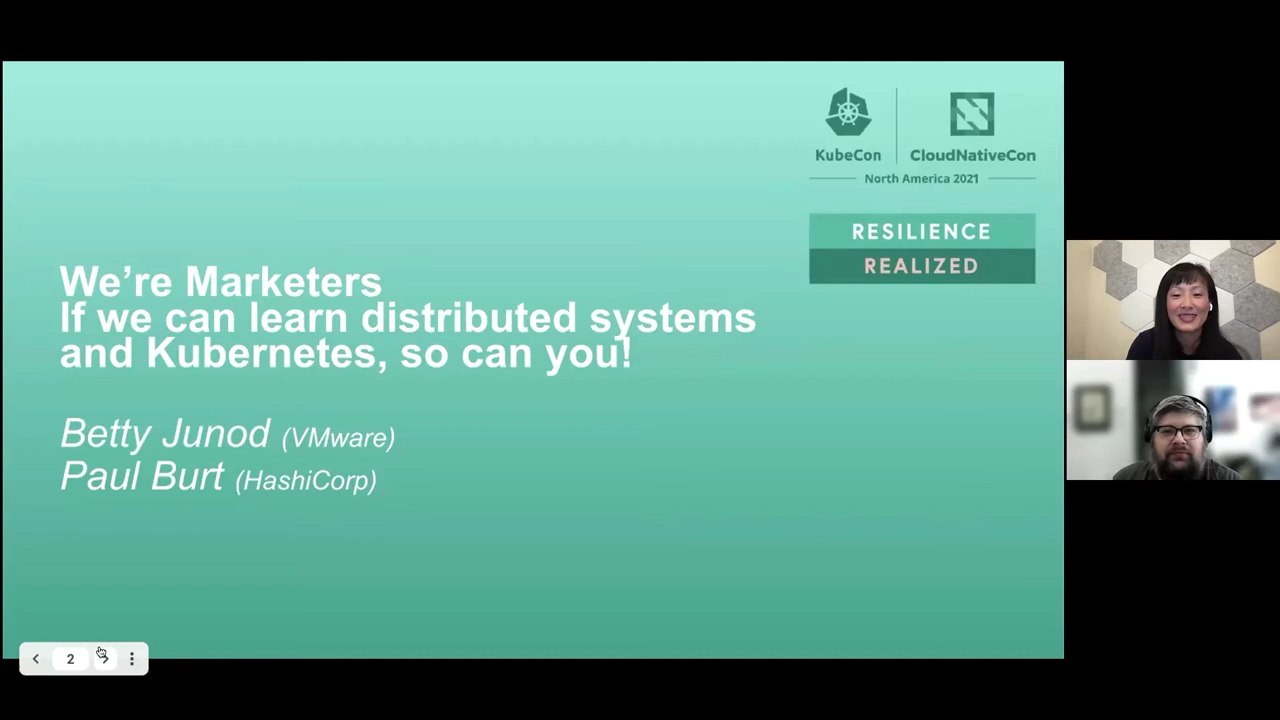 KubeCon
CloudNativeCon
North America 2021
RESILIENCE
REALIZED
We’re Marketers
If we can learn distributed systems
and Kubernetes, so can you!
Betty Junod (VMware)
Paul Burt (HashiCorp)
2